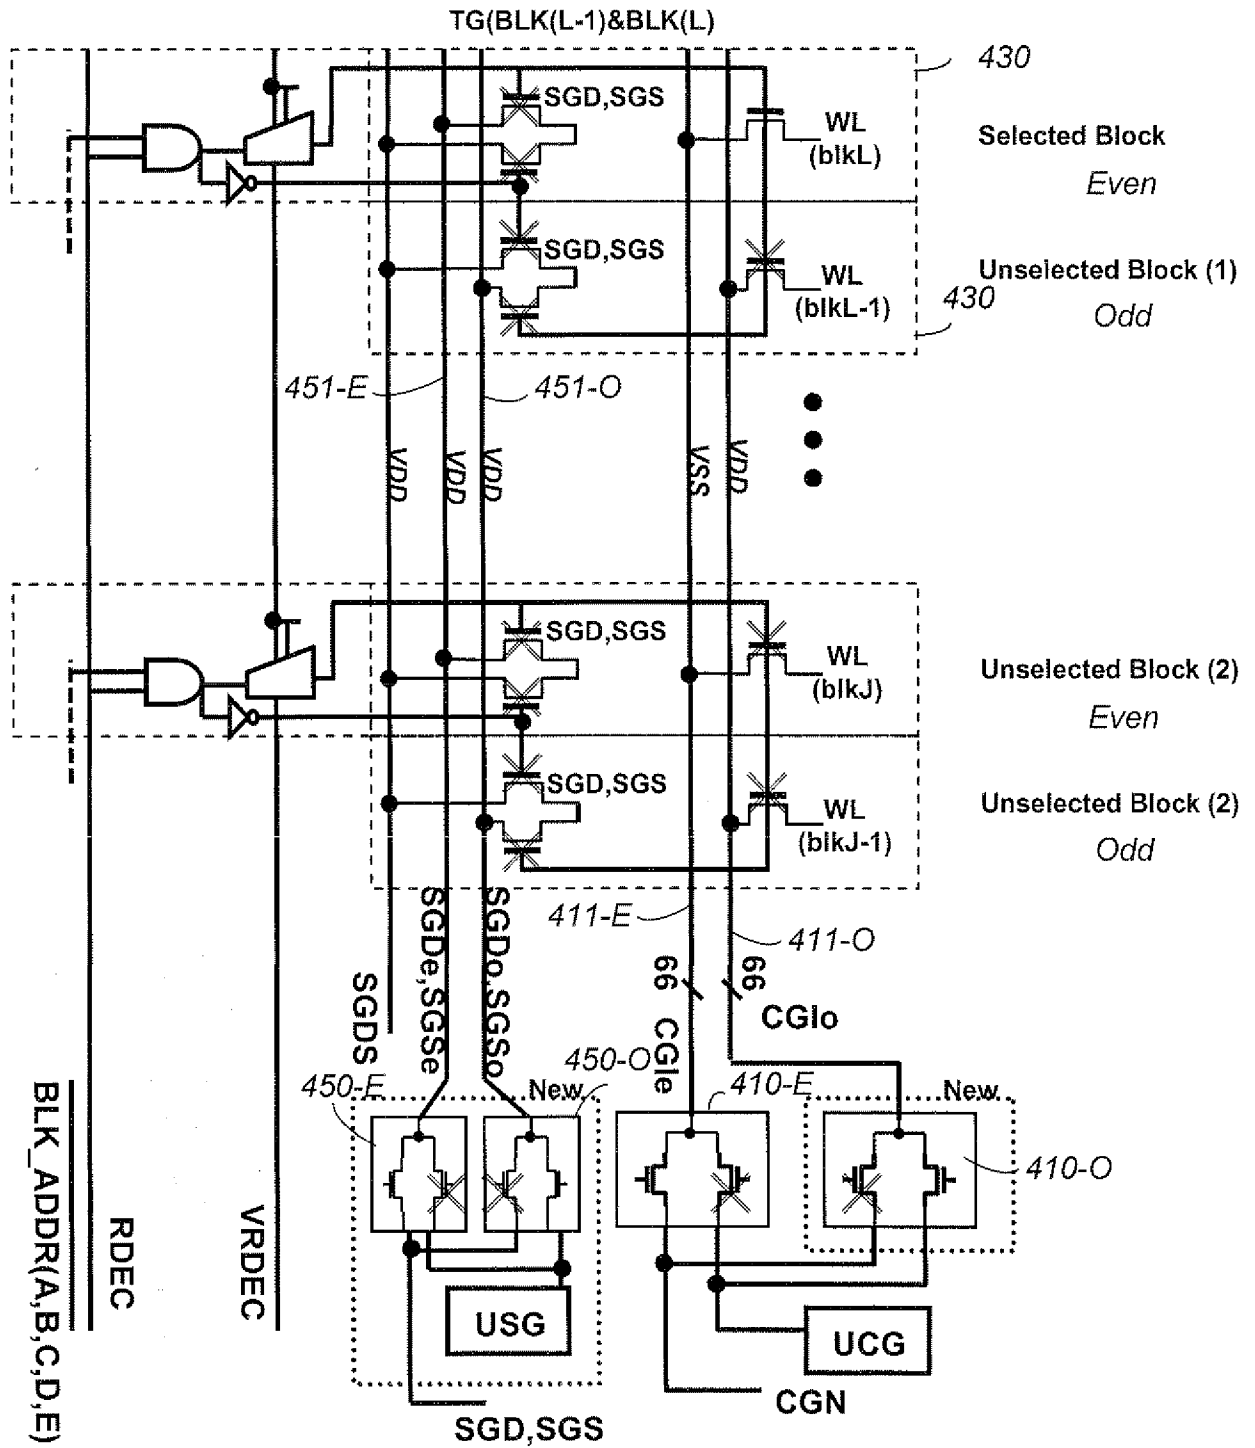 TG(BLK(L-1)&BLK(L)
430
SGD,SGS
WL
(blkL)
Selected Block
Even
SGD,SGS
WL
(blkL-1)
Unselected Block (1)
430
Odd
451-E
451-O
VDD
VDD
VDD
VSS
VDD
SGD,SGS
WL
(blkJ)
Unselected Block (2)
Even
SGD,SGS
WL
(blkJ-1)
Unselected Block (2)
Odd
411-E
411-O
SGDS
SGDe,SGSe
SGDo,SGSo
66
66
CGIe
CGIo
450-E
New
450-O
410-E
New
410-O
BLK_ADDR(A,B,C,D,E)
RDEC
VRDEC
USG
UCG
CGN
SGD,SGS